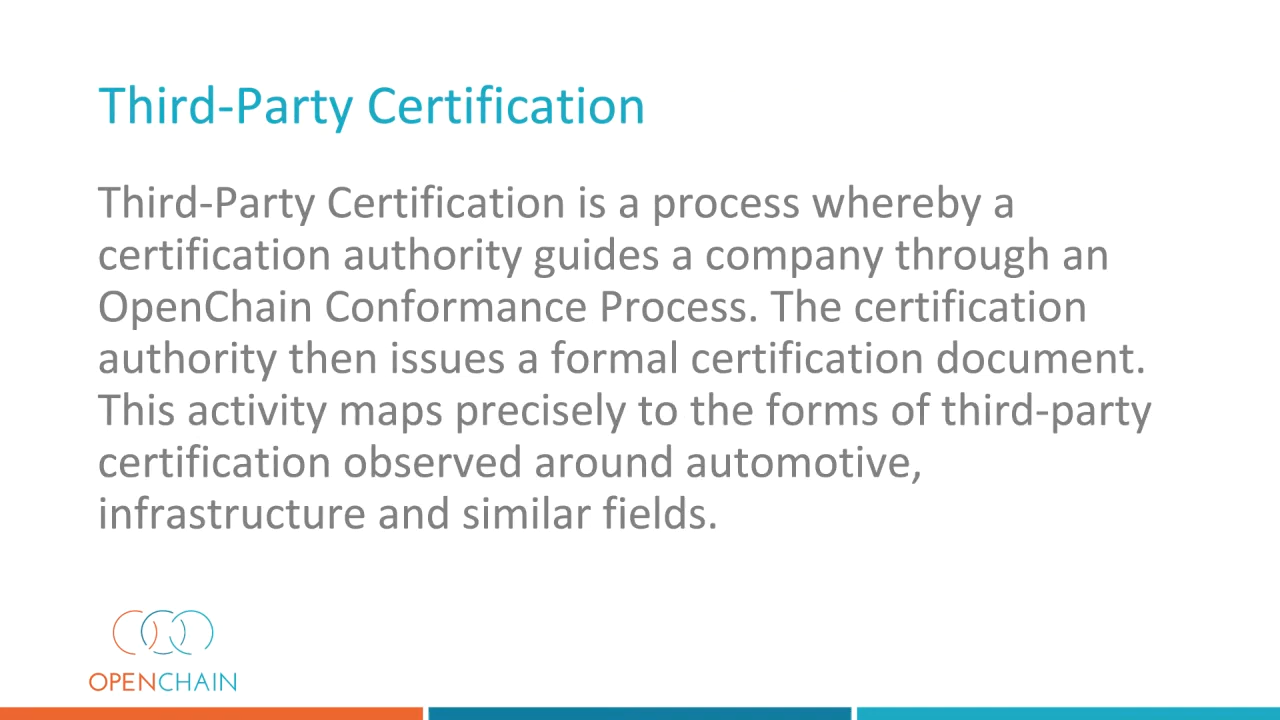 Third-Party Certification
Third-Party Certification is a process whereby a
certification authority guides a company through an
OpenChain Conformance Process. The certification
authority then issues a formal certification document.
This activity maps precisely to the forms of third-party
certification observed around automotive,
infrastructure and similar fields.
OPENCHAIN